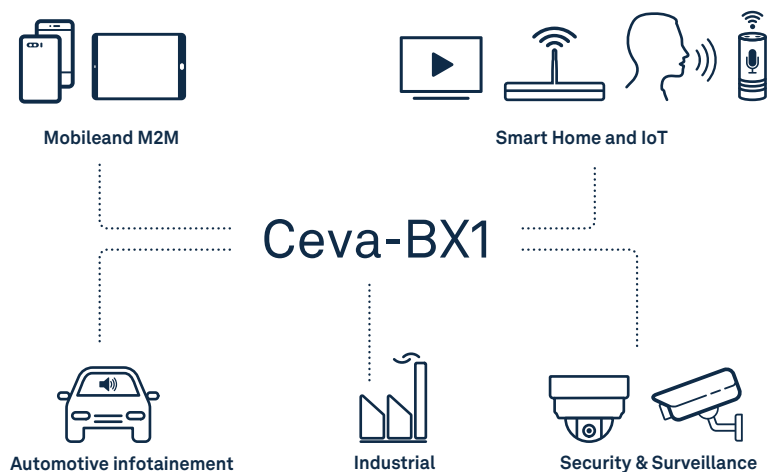 Mobileand M2M
Smart Home and IoT
Ceva-BX1
Automotive infotainement
Industrial
Security & Surveillance